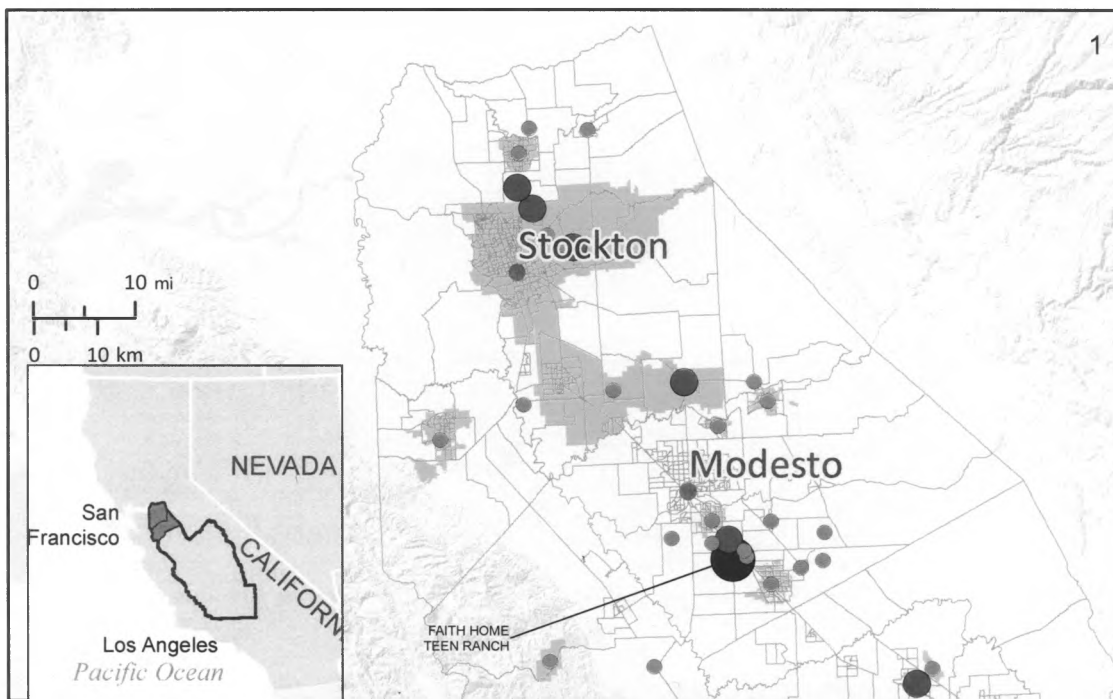 1
Stockton
0 10 mi
0 10 km
Modesto
NEVADA
San
Francisco
CALIFORN
Los Angeles
Pacific Ocean
FAITH HOME
TEEN RANCH